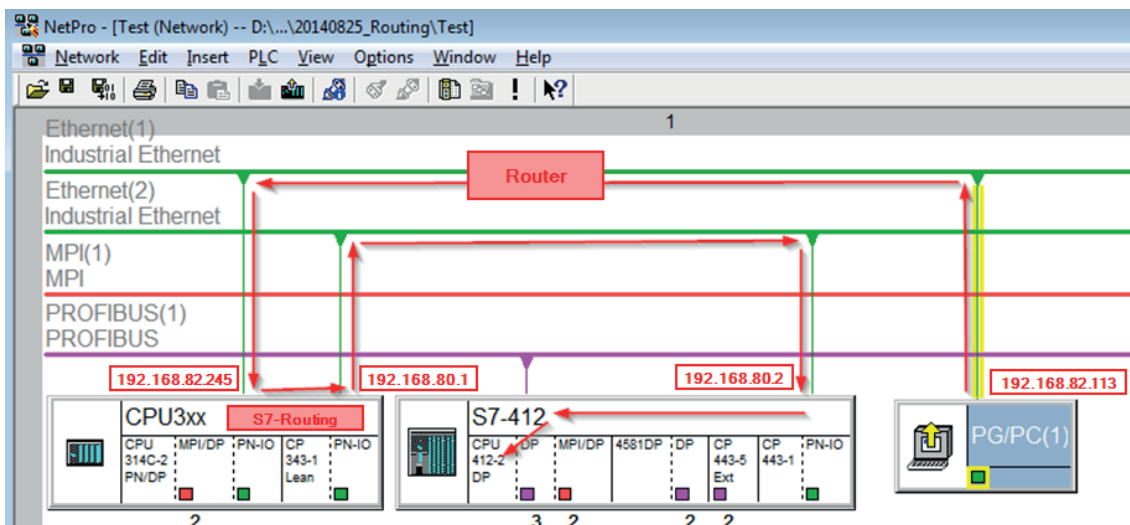 NetPro - [Test (Network) -- D:\...\20140825_Routing\Test]
Network Edit Insert PLC View Options Window Help
1
Ethernet(1)
Industrial Ethernet
Router
Ethernet(2)
Industrial Ethernet
MPI(1)
MPI
PROFIBUS(1)
PROFIBUS
192.168.82.245
192.168.80.1
192.168.80.2
192.168.82.113
CPU3xx
S7-Routing
CPU
314C-2
PN/DP
MPI/DP
PN-IO
CP
343-1
Lean
PN-IO
2
S7-412
CPU
412-2
DP
DP
MPI/DP
4581DP
DP
CP
443-5
Ext
CP
443-1
PN-IO
3 2 2 2
PG/PC(1)